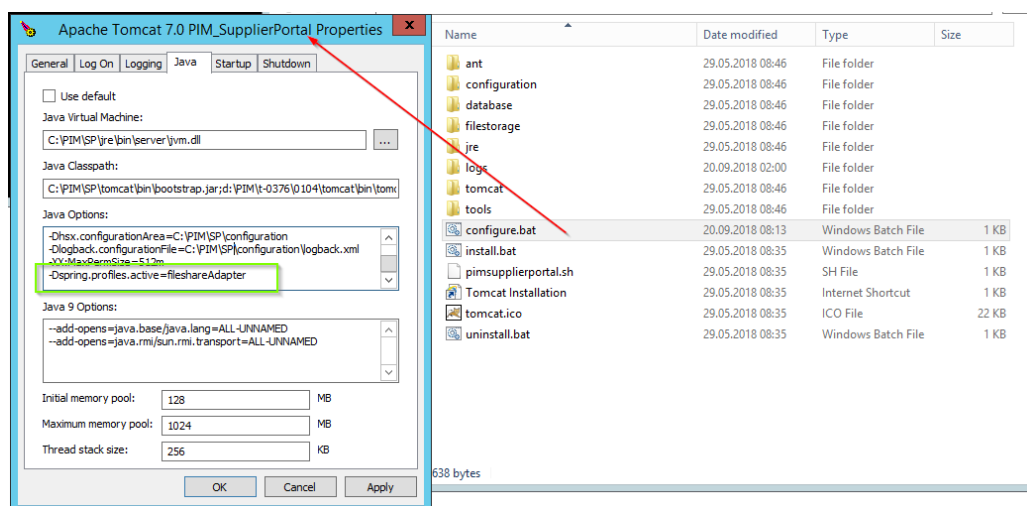 Apache Tomcat 7.0 PIM_SupplierPortal Properties
x
General Log On Logging Java Startup Shutdown
Use default
Java Virtual Machine:
C:\PIM\SP\jre\bin\server\jvm.dll
...
Java Classpath:
C:\PIM\SP\tomcat\bin\bootstrap.jar;d:\PIM\t-0376\0104\tomcat\bin\tomc
Java Options:
-Dhsx.configurationArea=C:\PIM\SP\configuration
-Dlogback.configurationFile=C:\PIM\SP\configuration\logback.xml
-XX:MaxPermSize=512m
-Dspring.profiles.active=fileshareAdapter
Java 9 Options:
--add-opens=java.base/java.lang=ALL-UNNAMED
--add-opens=java.rmi/sun.rmi.transport=ALL-UNNAMED
Initial memory pool: 128 MB
Maximum memory pool: 1024 MB
Thread stack size: 256 KB
OK Cancel Apply
Name Date modified Type Size
ant 29.05.2018 08:46 File folder
configuration 29.05.2018 08:46 File folder
database 29.05.2018 08:46 File folder
filestorage 29.05.2018 08:46 File folder
jre 29.05.2018 08:46 File folder
logs 20.09.2018 02:00 File folder
tomcat 29.05.2018 08:46 File folder
tools 29.05.2018 08:46 File folder
configure.bat 20.09.2018 08:13 Windows Batch File 1 KB
install.bat 29.05.2018 08:35 Windows Batch File 1 KB
pimsupplierportal.sh 29.05.2018 08:35 SH File 1 KB
Tomcat Installation 29.05.2018 08:35 Internet Shortcut 1 KB
tomcat.ico 29.05.2018 08:35 ICO File 22 KB
uninstall.bat 29.05.2018 08:35 Windows Batch File 1 KB
638 bytes